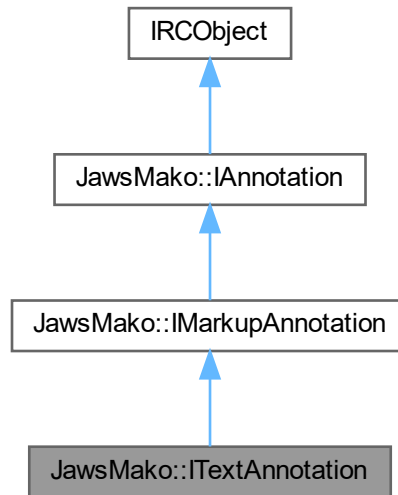 IRCObject
JawsMako::IAnnotation
JawsMako::IMarkupAnnotation
JawsMako::ITextAnnotation